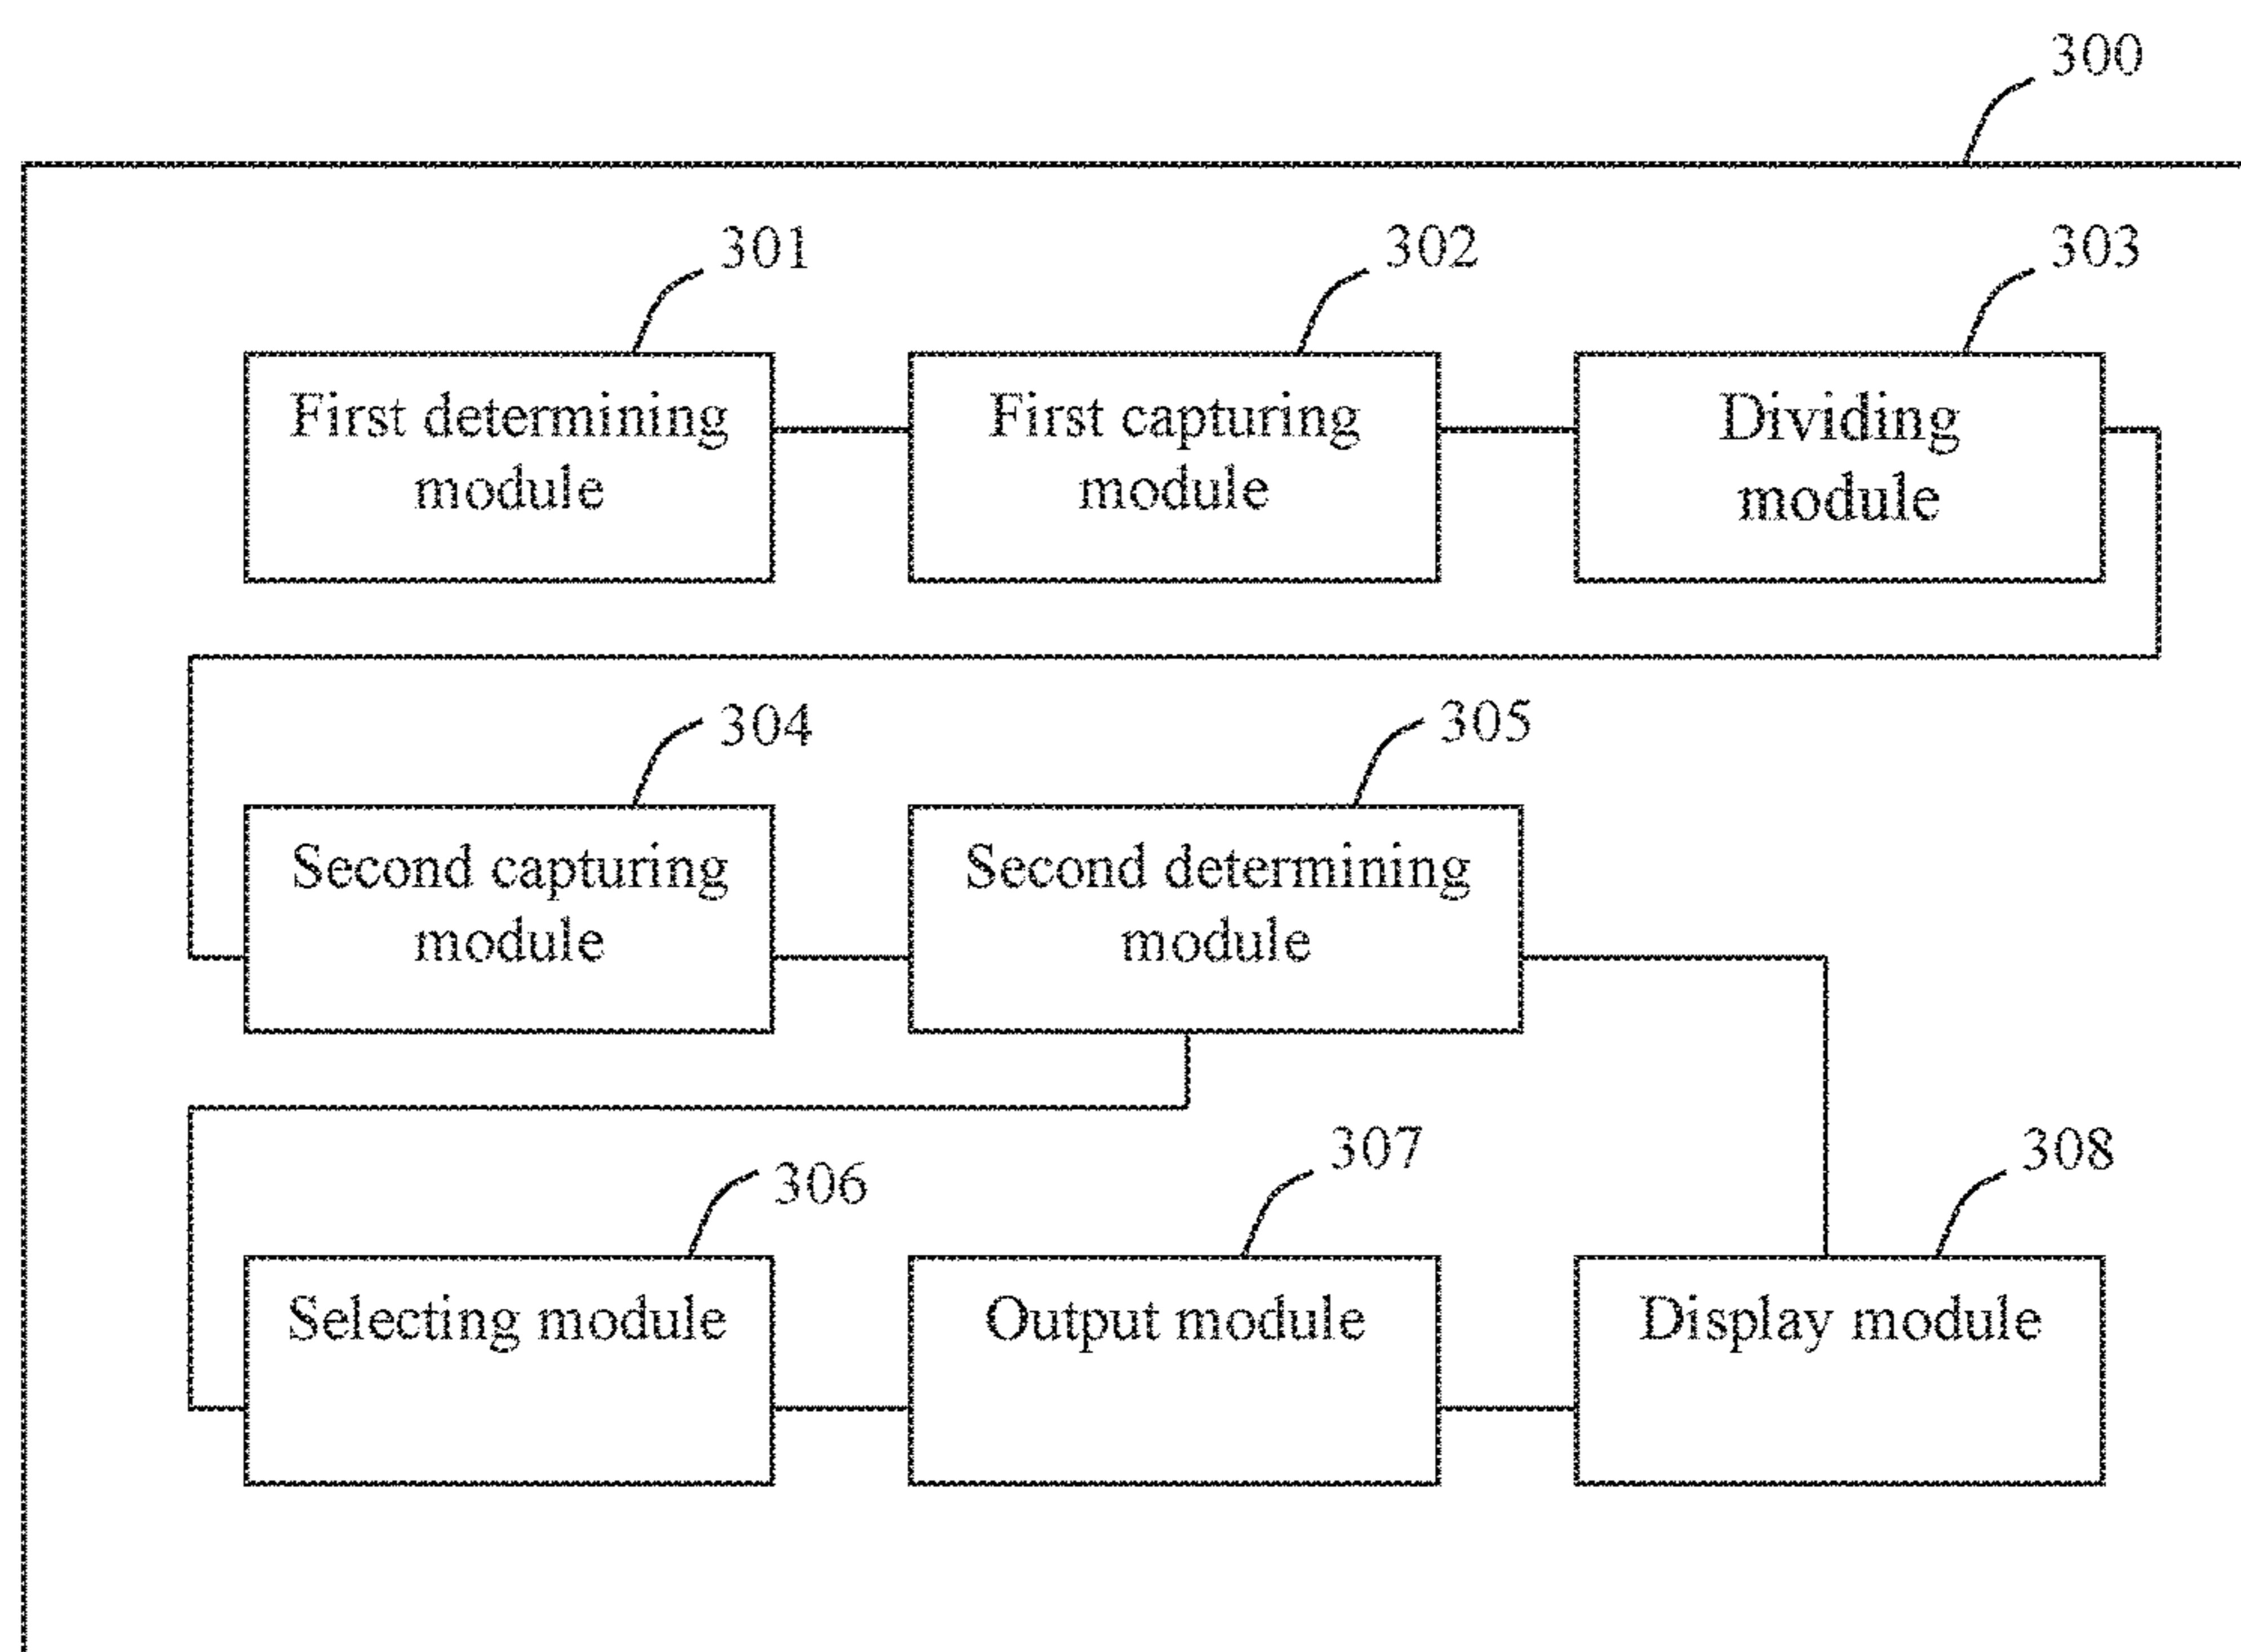 300
301
302
303
First determining
module
First capturing
module
Dividing
module
304
305
Second capturing
module
Second determining
module
306
307
308
Selecting module
Output module
Display module